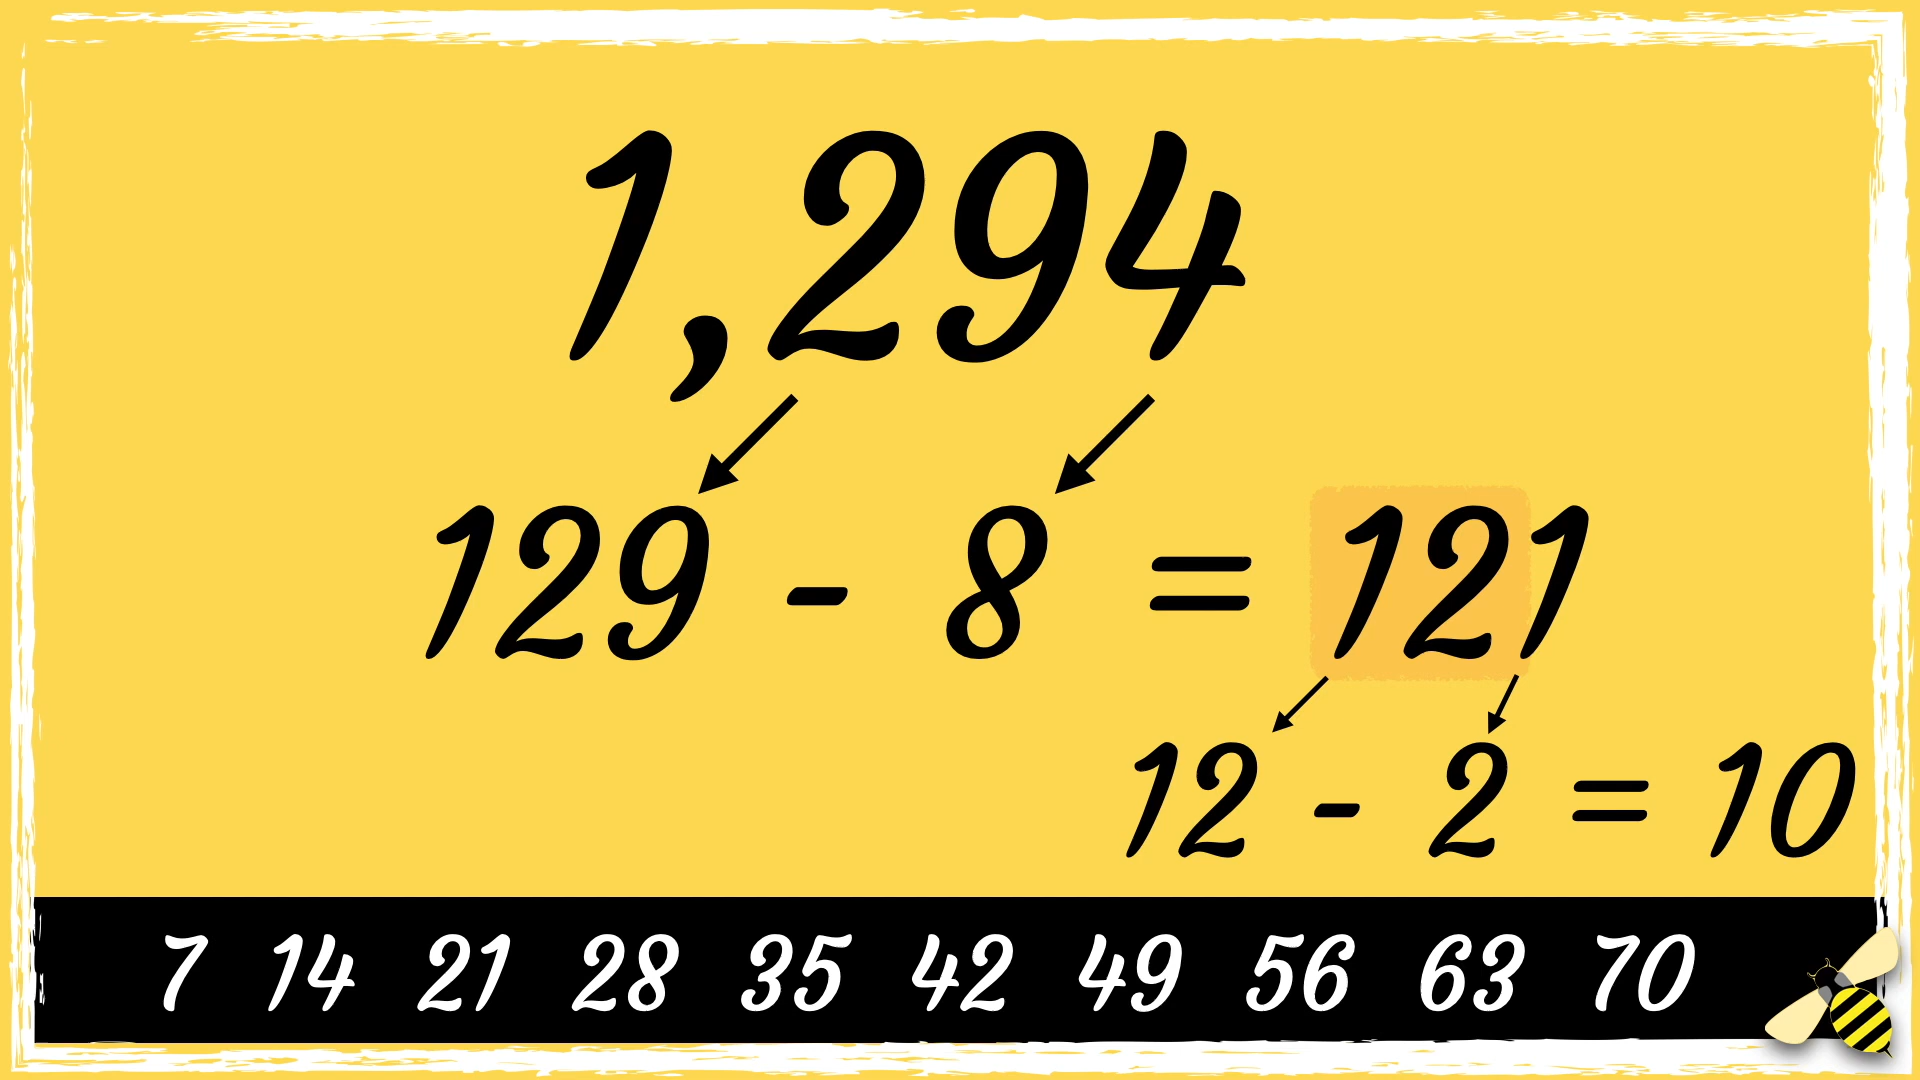 1,294
129 - 8 = 121
12 - 2 = 10
7 14 21 28 35 42 49 56 63 70